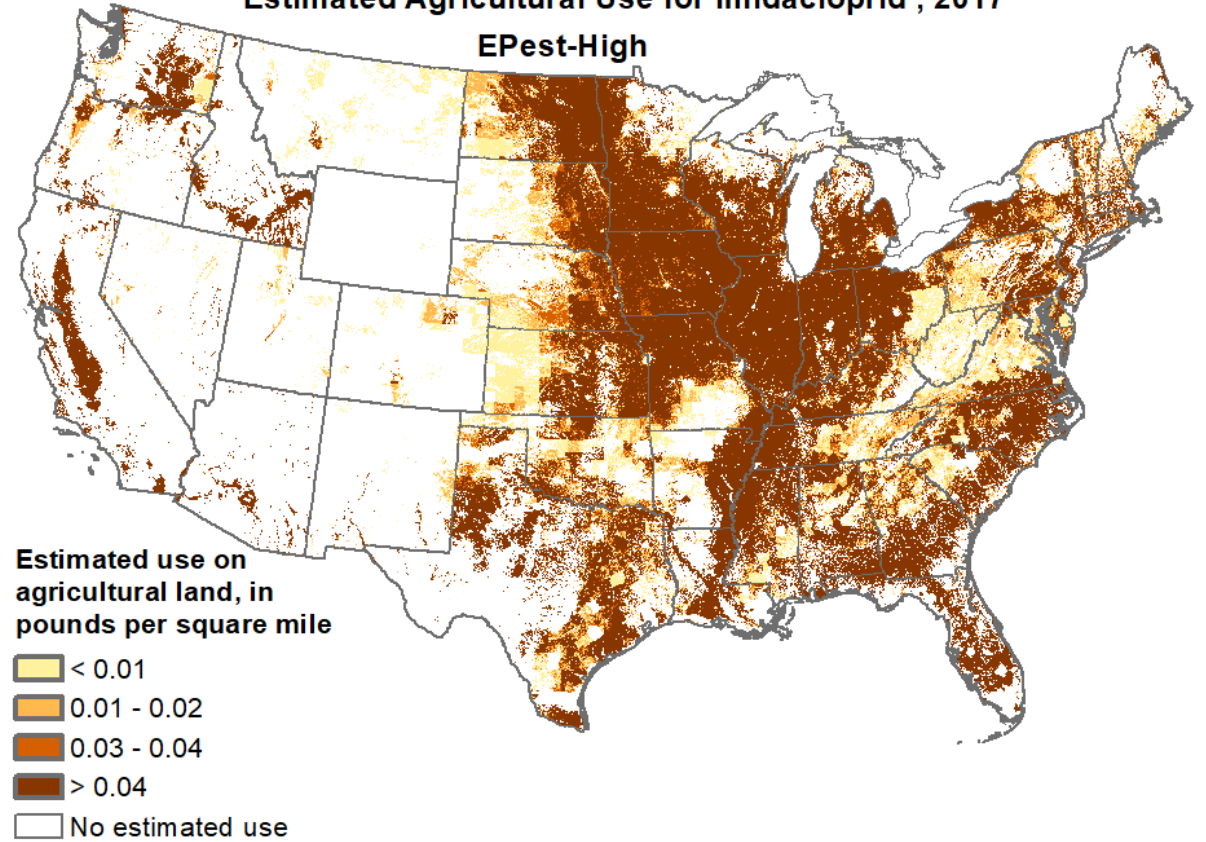 Estimated Agricultural Use for Imidacloprid , 2017
EPest-High
Estimated use on
agricultural land, in
pounds per square mile
< 0.01
0.01 - 0.02
0.03 - 0.04
> 0.04
No estimated use